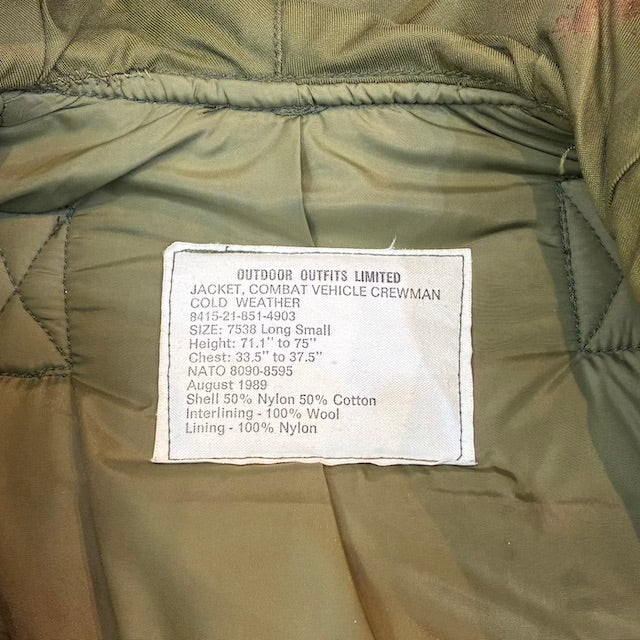 OUTDOOR OUTFITS LIMITED
JACKET, COMBAT VEHICLE CREWMAN
COLD WEATHER
8415-21-851-4903
SIZE: 7538 Long Small
Height: 71.1" to 75"
Chest: 33.5" to 37.5"
NATO 8090-8595
August 1989
Shell 50% Nylon 50% Cotton
Interlining - 100% Wool
Lining - 100% Nylon